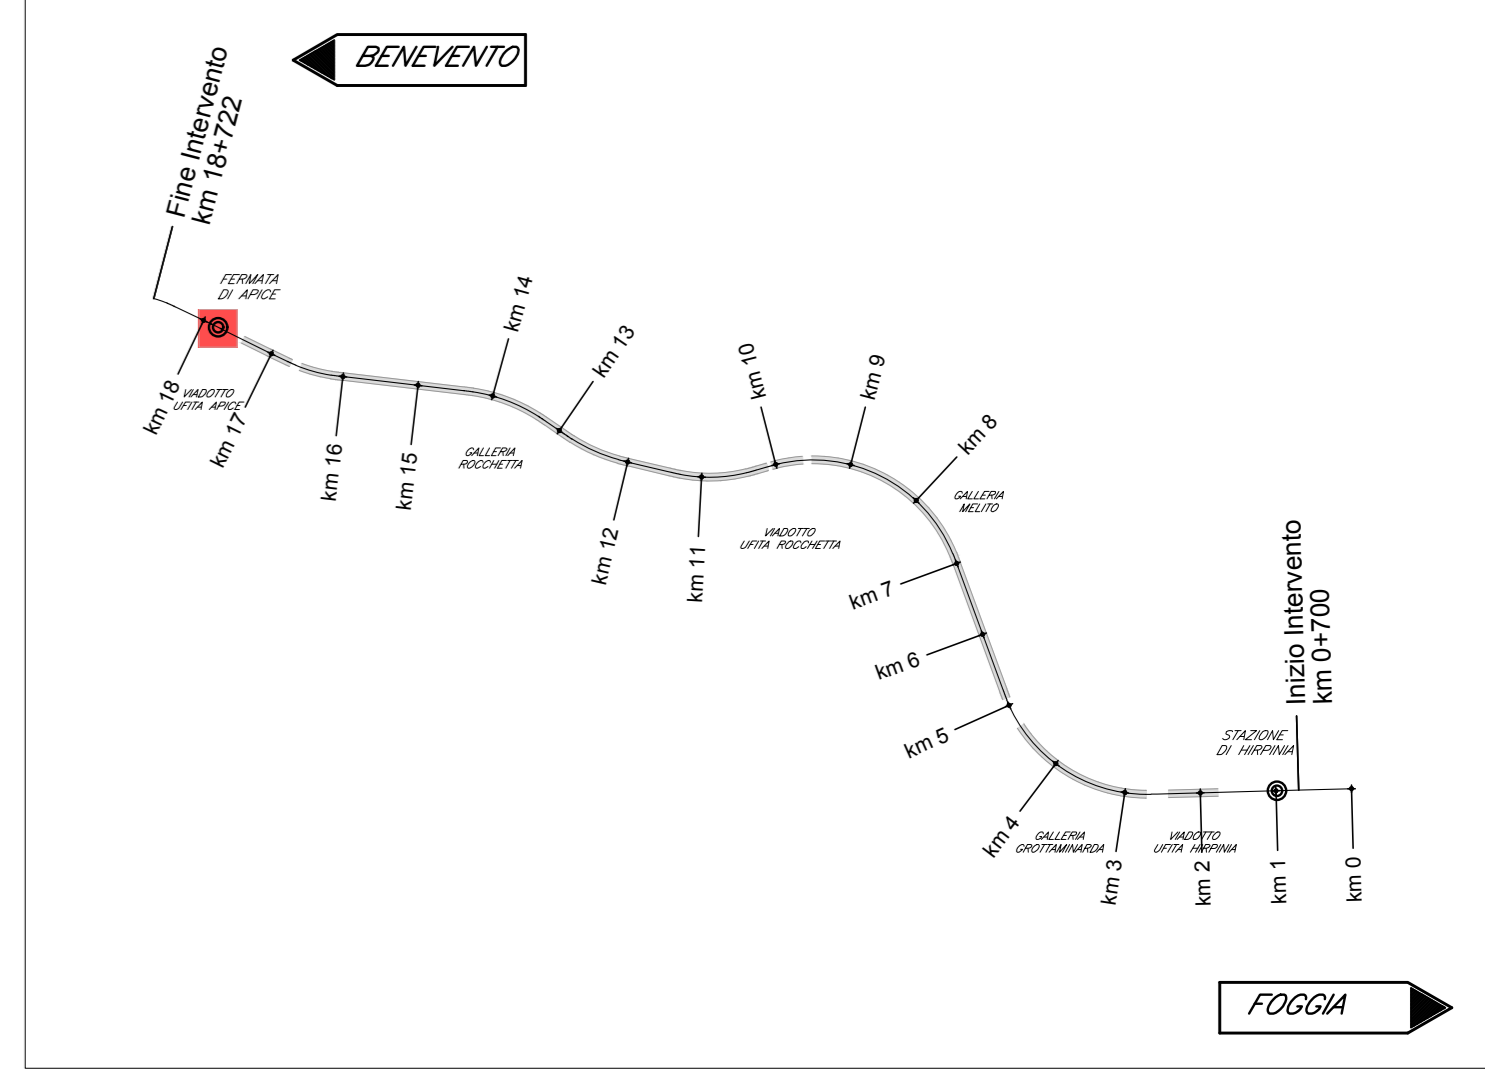 BENEVENTO
Fine Intervento
km 18+722
FERMATA
DI APICE
km 18
VIADOTTO
UFITA APICE
km 17
km 16
km 15
km 14
GALLERIA
ROCCHETTA
km 13
km 12
km 11
km 10
VIADOTTO
UFITA ROCCHETTA
km 9
km 8
GALLERIA
MELITO
km 7
km 6
km 5
km 4
GALLERIA
GROTTAMINARDA
km 3
VIADOTTO
UFITA HIRPINIA
km 2
STAZIONE
DI HIRPINIA
km 1
Inizio Intervento
km 0+700
km 0
FOGGIA